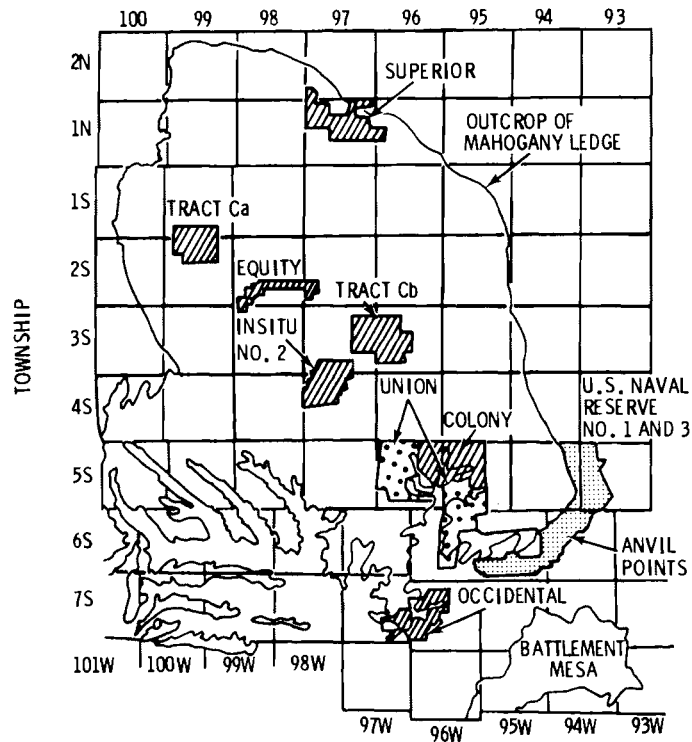 100 99 98 97 96 95 94 93
2N
SUPERIOR
1N
OUTCROP OF
MAHOGANY LEDGE
1S
TRACT Ca
2S
EQUITY
TRACT Cb
TOWNSHIP
3S
INSITU
NO. 2
UNION
U.S. NAVAL
RESERVE
NO. 1 AND 3
4S
COLONY
5S
6S
ANVIL
POINTS
7S
OCCIDENTAL
BATTLEMENT
MESA
101W 100W 99W 98W
97W 96W 95W 94W 93W